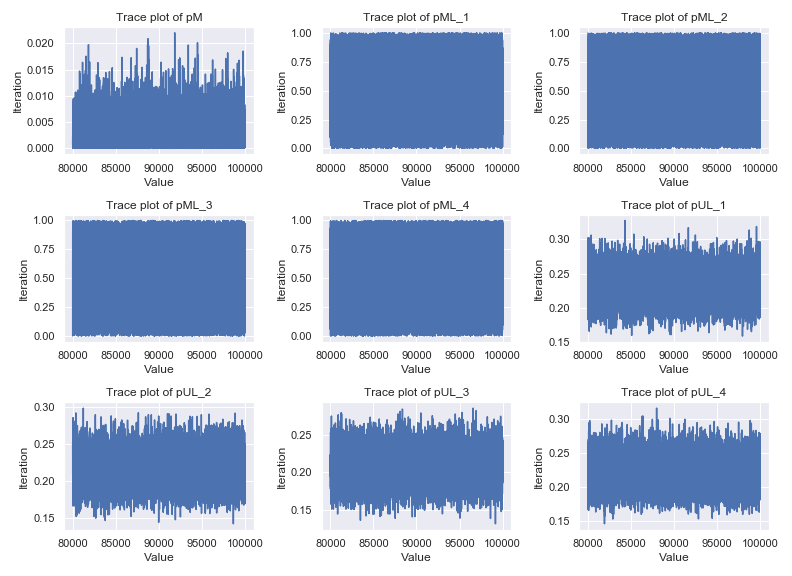 Trace plot of pM
Trace plot of pML_1
Trace plot of pML_2
0.020
0.015
0.010
0.005
0.000
Iteration
80000 85000 90000 95000 100000
Value
1.00
0.75
0.50
0.25
0.00
Iteration
80000 85000 90000 95000 100000
Value
1.00
0.75
0.50
0.25
0.00
Iteration
80000 85000 90000 95000 100000
Value
Trace plot of pML_3
Trace plot of pML_4
Trace plot of pUL_1
1.00
0.75
0.50
0.25
0.00
Iteration
80000 85000 90000 95000 100000
Value
1.00
0.75
0.50
0.25
0.00
Iteration
80000 85000 90000 95000 100000
Value
0.30
0.25
0.20
0.15
Iteration
80000 85000 90000 95000 100000
Value
Trace plot of pUL_2
Trace plot of pUL_3
Trace plot of pUL_4
0.30
0.25
0.20
0.15
Iteration
80000 85000 90000 95000 100000
Value
0.25
0.20
0.15
Iteration
80000 85000 90000 95000 100000
Value
0.30
0.25
0.20
0.15
Iteration
80000 85000 90000 95000 100000
Value